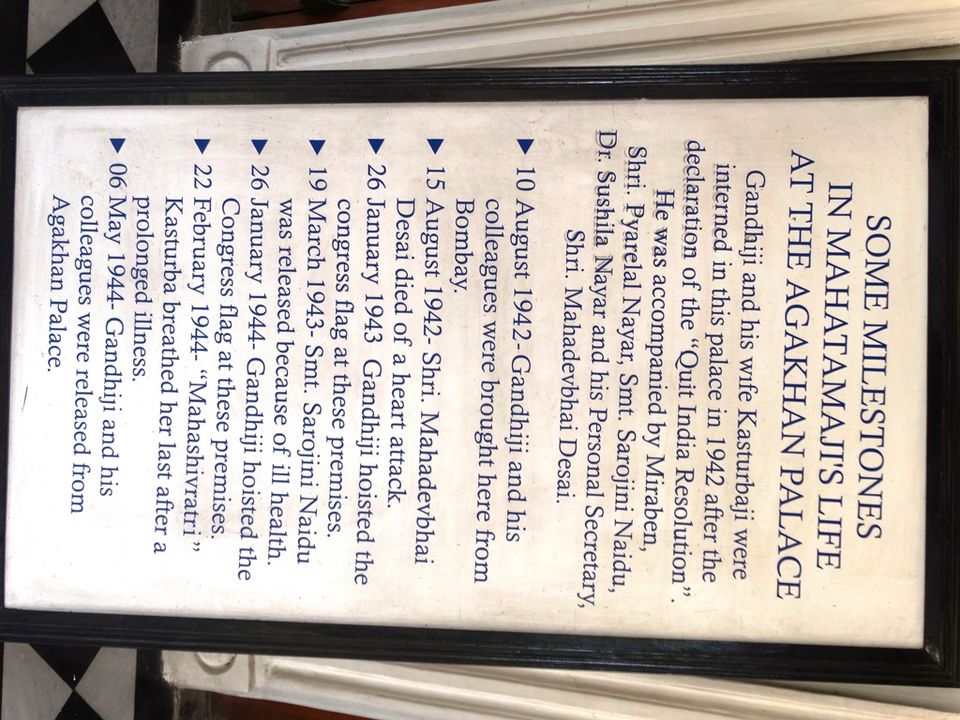 SOME MILESTONES
IN MAHATAMAJI'S LIFE
AT THE AGAKHAN PALACE
Gandhiji and his wife Kasturbaji were
interned in this palace in 1942 after the
declaration of the “Quit India Resolution”.
He was accompanied by Miraben,
Shri. Pyarelal Nayar, Smt. Sarojini Naidu,
Dr. Sushila Nayar and his Personal Secretary,
Shri. Mahadevbhai Desai.
▶ 10 August 1942- Gandhiji and his
colleagues were brought here from
Bombay.
▶ 15 August 1942- Shri. Mahadevbhai
Desai died of a heart attack.
▶ 26 January 1943 Gandhiji hoisted the
congress flag at these premises.
▶ 19 March 1943- Smt. Sarojini Naidu
was released because of ill health.
▶ 26 January 1944- Gandhiji hoisted the
Congress flag at these premises.
▶ 22 February 1944- “Mahashivratri”
Kasturba breathed her last after a
prolonged illness.
▶ 06 May 1944- Gandhiji and his
colleagues were released from
Agakhan Palace.